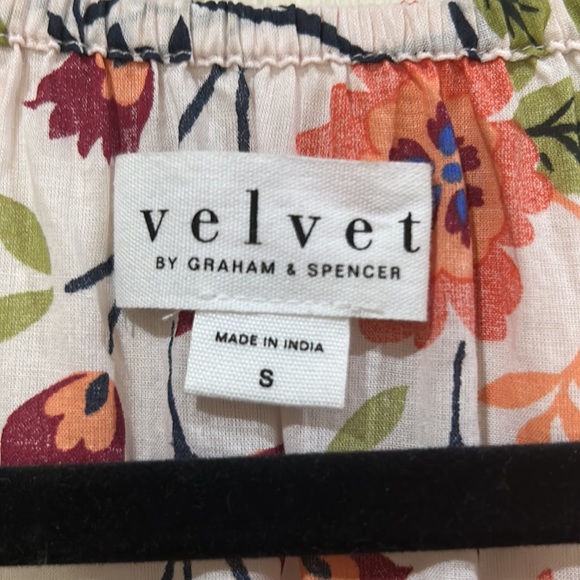 velvet
BY GRAHAM & SPENCER
MADE IN INDIA
S